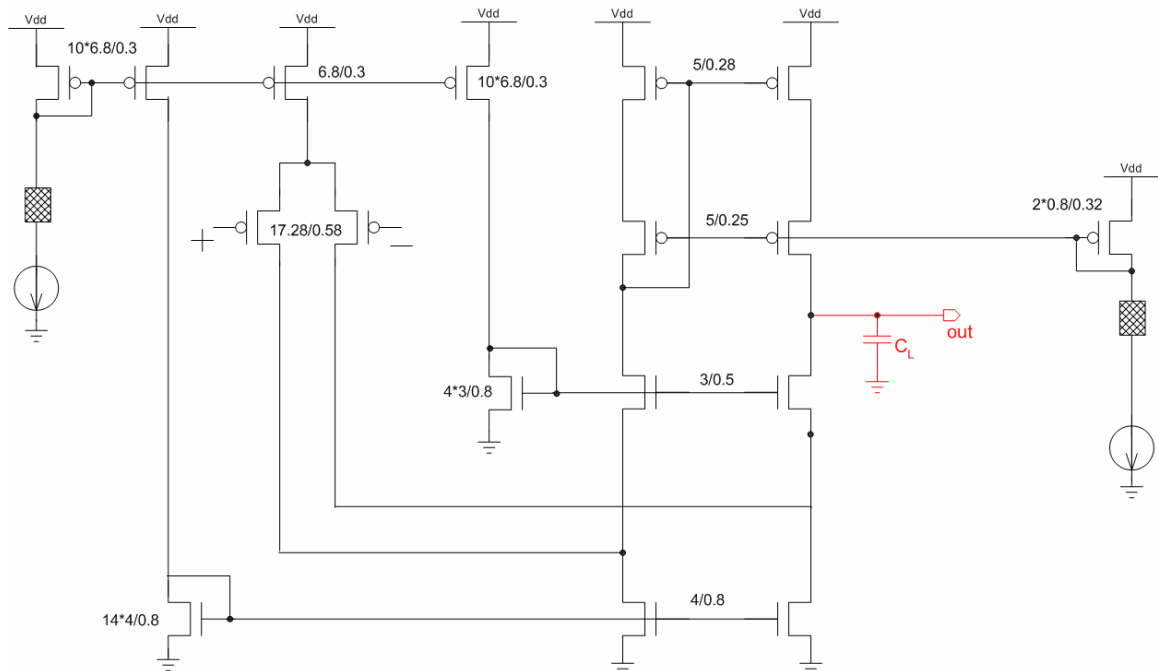 Vdd
Vdd
Vdd
Vdd
Vdd
Vdd
10*6.8/0.3
6.8/0.3
10*6.8/0.3
5/0.28
Vdd
2*0.8/0.32
+
17.28/0.58
−
5/0.25
out
CL
4*3/0.8
3/0.5
14*4/0.8
4/0.8